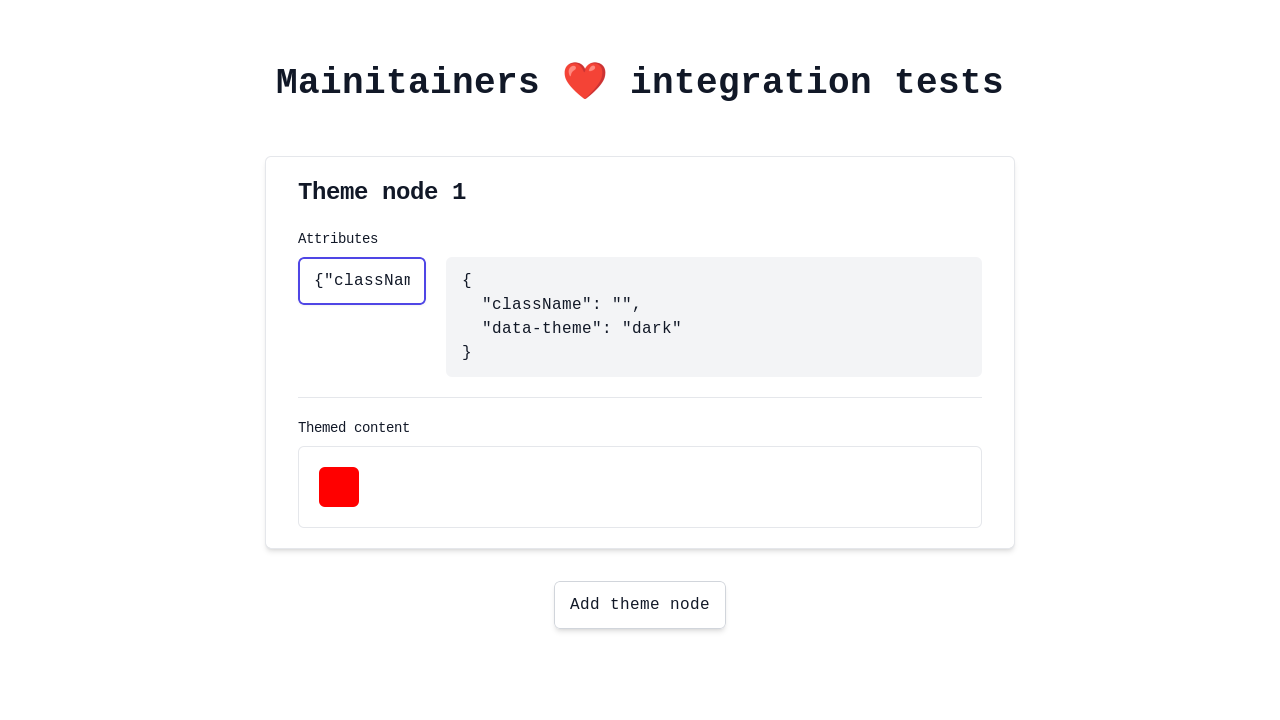 Mainitainers ❤️ integration tests
Theme node 1
Attributes
{"classNam
{
  "className": "",
  "data-theme": "dark"
}
Themed content
Add theme node